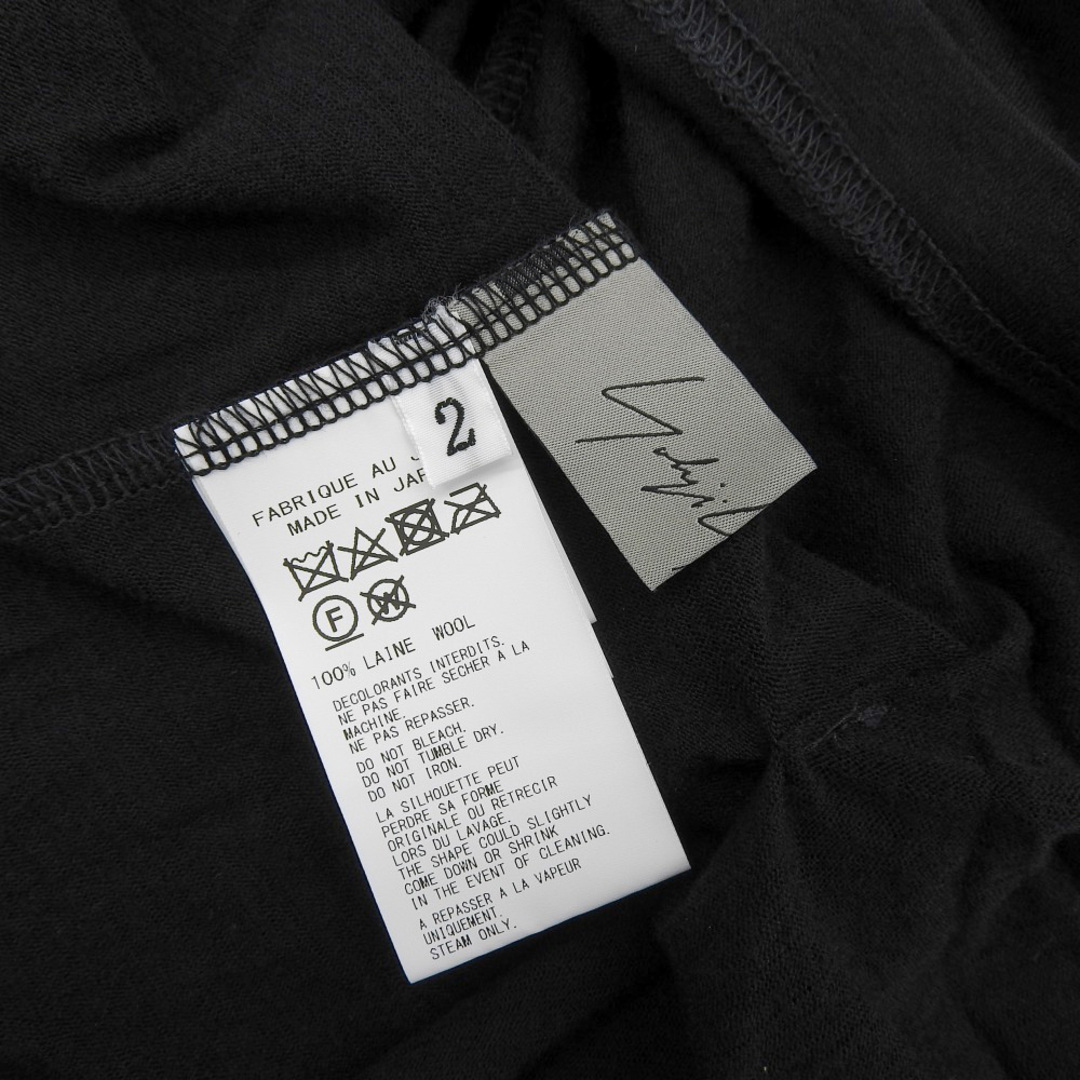 2
FABRIQUE AU J
MADE IN JAP
F
W
100% LAINE WOOL
DECOLORANTS INTERDITS.
NE PAS FAIRE SECHER A LA
MACHINE.
NE PAS REPASSER.
DO NOT BLEACH.
DO NOT TUMBLE DRY.
DO NOT IRON.
LA SILHOUETTE PEUT
PERDRE SA FORME
ORIGINALE OU RETRECIR
LORS DU LAVAGE.
THE SHAPE COULD SLIGHTLY
COME DOWN OR SHRINK
IN THE EVENT OF CLEANING.
A REPASSER A LA VAPEUR
UNIQUEMENT.
STEAM ONLY.
Yohji